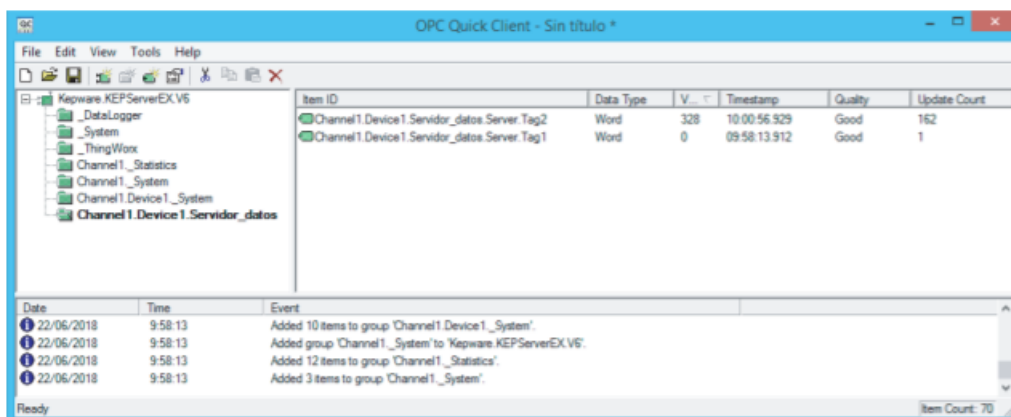 OPC Quick Client - Sin título *
File Edit View Tools Help
Kepware.KEPServerEX.V6
_DataLogger
_System
_ThingWorx
Channel1._Statistics
Channel1._System
Channel1.Device1._System
Channel1.Device1.Servidor_datos
Item ID Data Type V... Timestamp Quality Update Count
Channel1.Device1.Servidor_datos.Server.Tag2 Word 328 10:00:56.929 Good 162
Channel1.Device1.Servidor_datos.Server.Tag1 Word 0 09:58:13.912 Good 1
Date Time Event
22/06/2018 9:58:13 Added 10 items to group 'Channel1.Device1._System'.
22/06/2018 9:58:13 Added group 'Channel1._System' to 'Kepware.KEPServerEX.V6'.
22/06/2018 9:58:13 Added 12 items to group 'Channel1._Statistics'.
22/06/2018 9:58:13 Added 3 items to group 'Channel1._System'.
Ready Item Count: 70